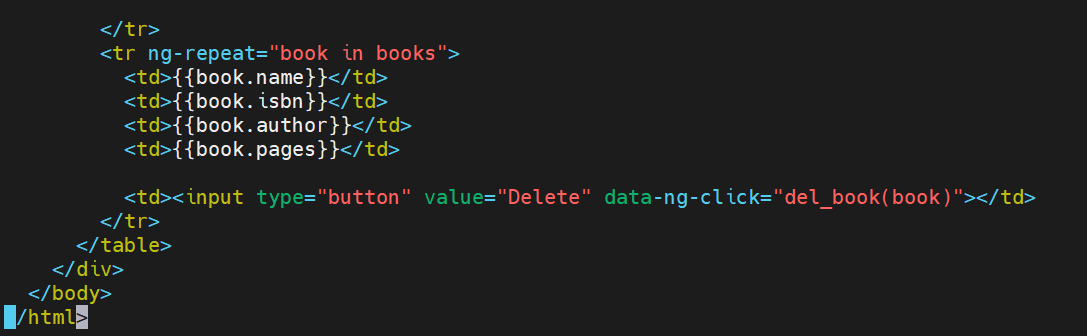 </tr>
<tr ng-repeat="book in books">
<td>{{book.name}}</td>
<td>{{book.isbn}}</td>
<td>{{book.author}}</td>
<td>{{book.pages}}</td>
<td><input type="button" value="Delete" data-ng-click="del_book(book)"></td>
</tr>
</table>
</div>
</body>
/html>